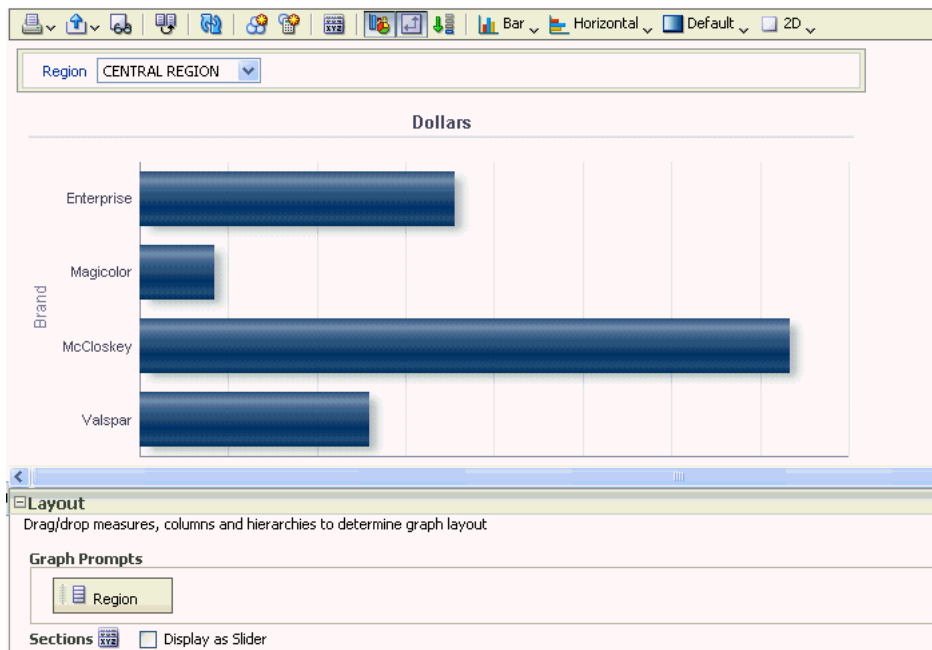 Bar Horizontal Default 2D
Region CENTRAL REGION
Dollars
Enterprise
Magicolor
Brand
McCloskey
Valspar
Layout
Drag/drop measures, columns and hierarchies to determine graph layout
Graph Prompts
Region
Sections XYZ Display as Slider